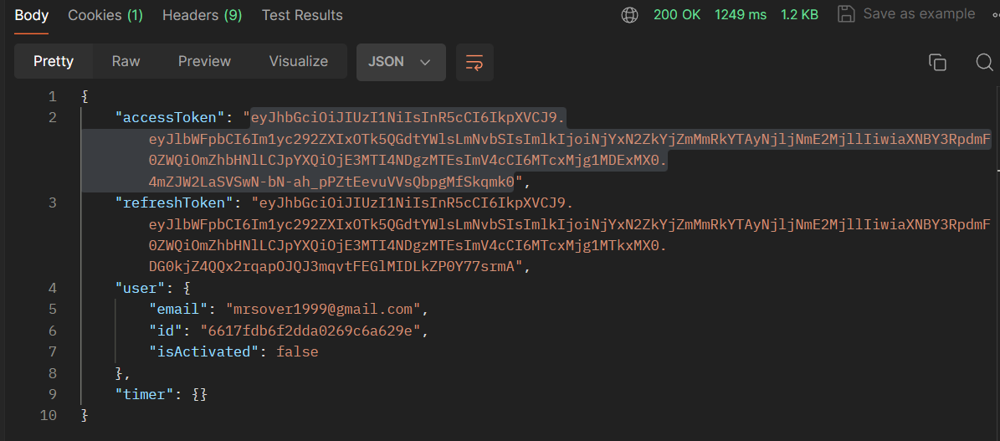 Body Cookies (1) Headers (9) Test Results 200 OK 1249 ms 1.2 KB Save as example
Pretty Raw Preview Visualize JSON
1 {
2 "accessToken": "eyJhbGciOiJIUzI1NiIsInR5cCI6IkpXVCJ9.
eyJlbWFpbCI6Im1yc292ZXIxOTk5QGdtYWlsLmNvbSIsImlkIjoiNjYxN2ZkYjZmMmRkYTAyNjljNmE2MjllIiwiaXNBY3RpdmF
0ZWQiOmZhbHNlLCJpYXQiOjE3MTI4NDgzMTEsImV4cCI6MTcxMjg1MDExMX0.
4mZJW2LaSVSwN-bN-ah_pPZtEevuVVsQbpgMfSkqmk0",
3 "refreshToken": "eyJhbGciOiJIUzI1NiIsInR5cCI6IkpXVCJ9.
eyJlbWFpbCI6Im1yc292ZXIxOTk5QGdtYWlsLmNvbSIsImlkIjoiNjYxN2ZkYjZmMmRkYTAyNjljNmE2MjllIiwiaXNBY3RpdmF
0ZWQiOmZhbHNlLCJpYXQiOjE3MTI4NDgzMTEsImV4cCI6MTcxMjg1MTkxMX0.
DG0kjZ4QQx2rqapOJQJ3mqvtFEGlMIDLkZP0Y77srmA",
4 "user": {
5 "email": "mrsover1999@gmail.com",
6 "id": "6617fdb6f2dda0269c6a629e",
7 "isActivated": false
8 },
9 "timer": {}
10 }